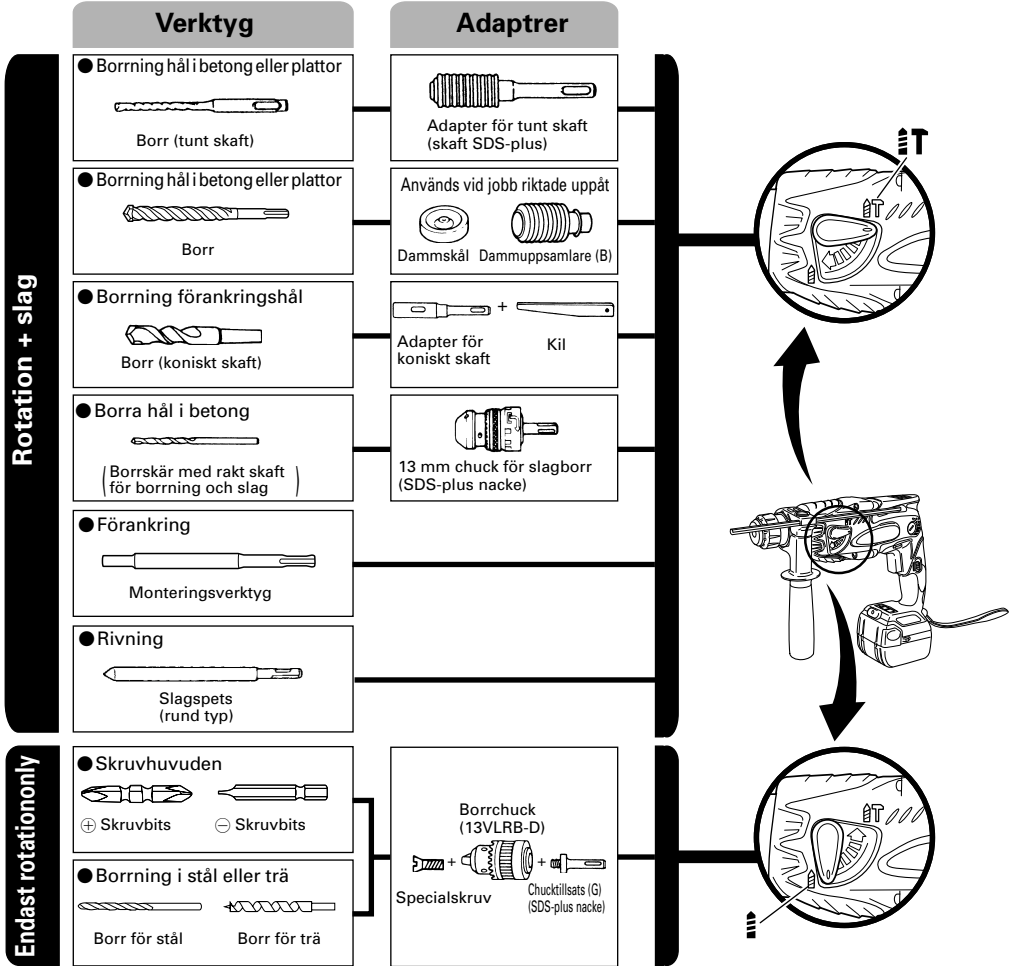 Verktyg
Adaptrer
Rotation + slag
● Borrning hål i betong eller plattor
Borr (tunt skaft)
Adapter för tunt skaft
(skaft SDS-plus)
● Borrning hål i betong eller plattor
Borr
Används vid jobb riktade uppåt
Dammskål
Dammuppsamlare (B)
● Borrning förankringshål
Borr (koniskt skaft)
+
Adapter för
koniskt skaft
Kil
● Borra hål i betong
(Borrskär med rakt skaft
för borrning och slag)
13 mm chuck för slagborr
(SDS-plus nacke)
● Förankring
Monteringsverktyg
● Rivning
Slagspets
(rund typ)
Endast rotationonly
● Skruvhuvuden
⊕ Skruvbits
⊖ Skruvbits
● Borrning i stål eller trä
Borr för stål
Borr för trä
Borrchuck
(13VLRB-D)
+ +
Specialskruv
Chucktillsats (G)
(SDS-plus nacke)